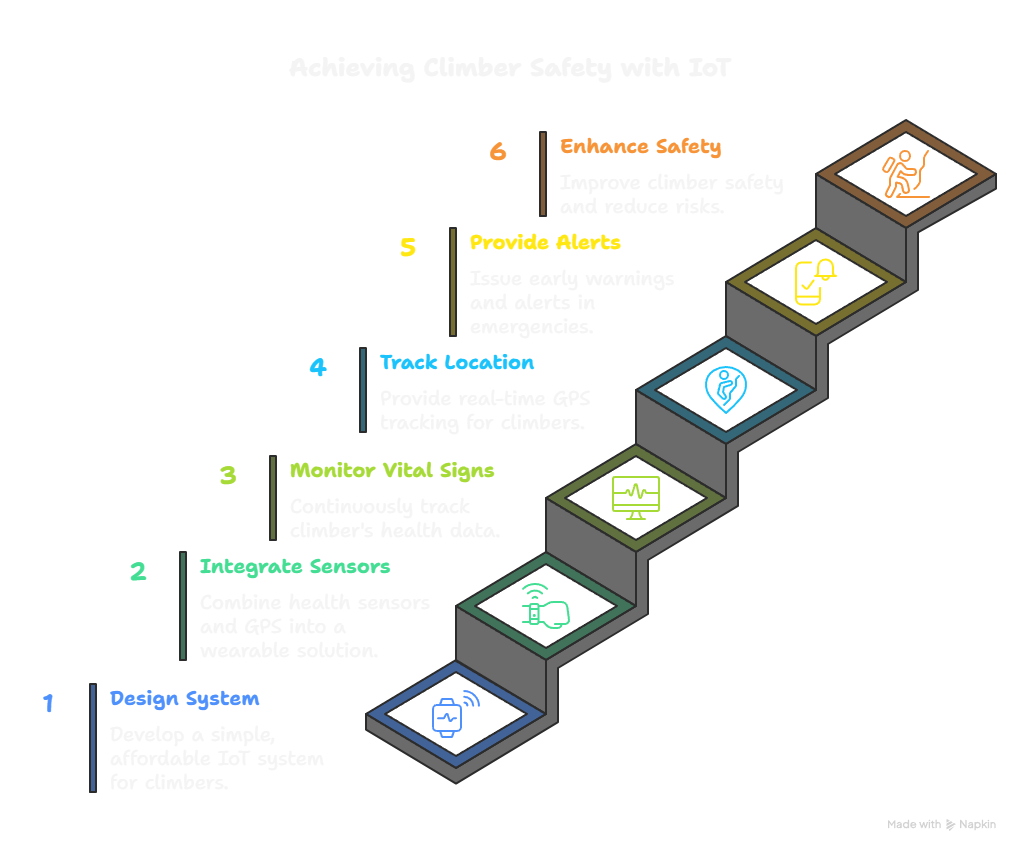 Achieving Climber Safety with IoT
6
Enhance Safety
Improve climber safety
and reduce risks.
5
Provide Alerts
Issue early warnings
and alerts in
emergencies.
4
Track Location
Provide real-time GPS
tracking for climbers.
3
Monitor Vital Signs
Continuously track
climber's health data.
2
Integrate Sensors
Combine health sensors
and GPS into a
wearable solution.
1
Design System
Develop a simple,
affordable IoT system
for climbers.
Made with Napkin